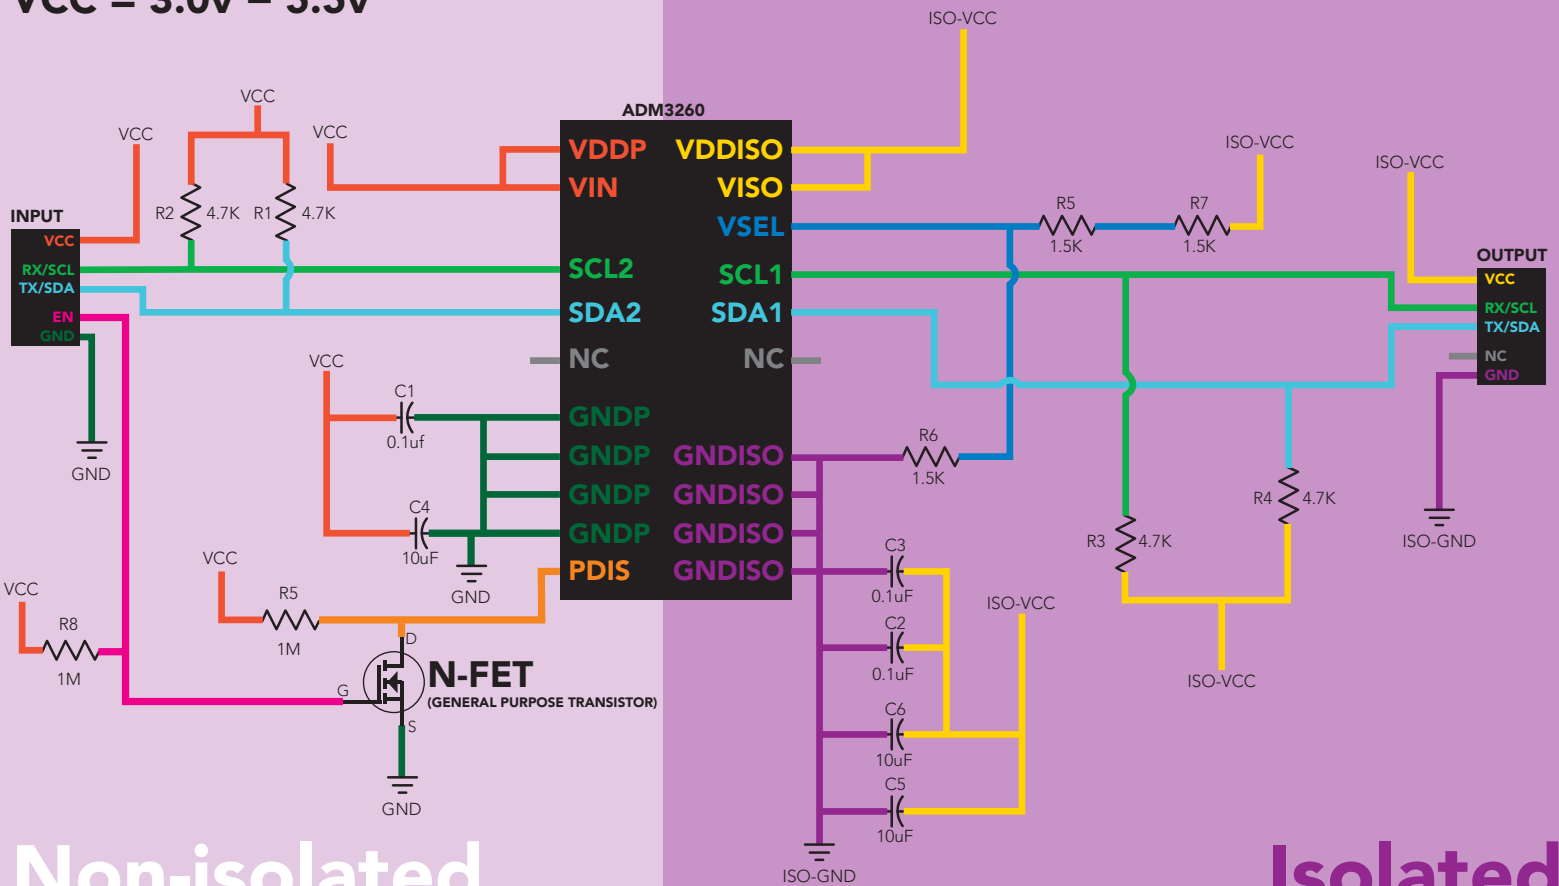 VCC = 3.0v – 5.5v
ISO-VCC
VCC
VCC
VCC
ADM3260
ISO-VCC
ISO-VCC
VDDP
VDDISO
VIN
VISO
R2
4.7K
R1
4.7K
VSEL
R5
1.5K
R7
1.5K
INPUT
VCC
RX/SCL
TX/SDA
EN
GND
SCL2
SCL1
SDA2
SDA1
NC
NC
OUTPUT
VCC
RX/SCL
TX/SDA
NC
GND
VCC
C1
0.1uf
GNDP
GNDP
GNDISO
GNDP
GNDISO
GNDP
GNDISO
PDIS
GNDISO
R6
1.5K
GND
C4
10uF
GND
R4
4.7K
R3
4.7K
ISO-GND
VCC
VCC
R5
1M
R8
1M
C3
0.1uF
C2
0.1uF
ISO-VCC
D
G
S
N-FET
(GENERAL PURPOSE TRANSISTOR)
ISO-VCC
C6
10uF
C5
10uF
GND
ISO-GND
Non-isolated
Isolated